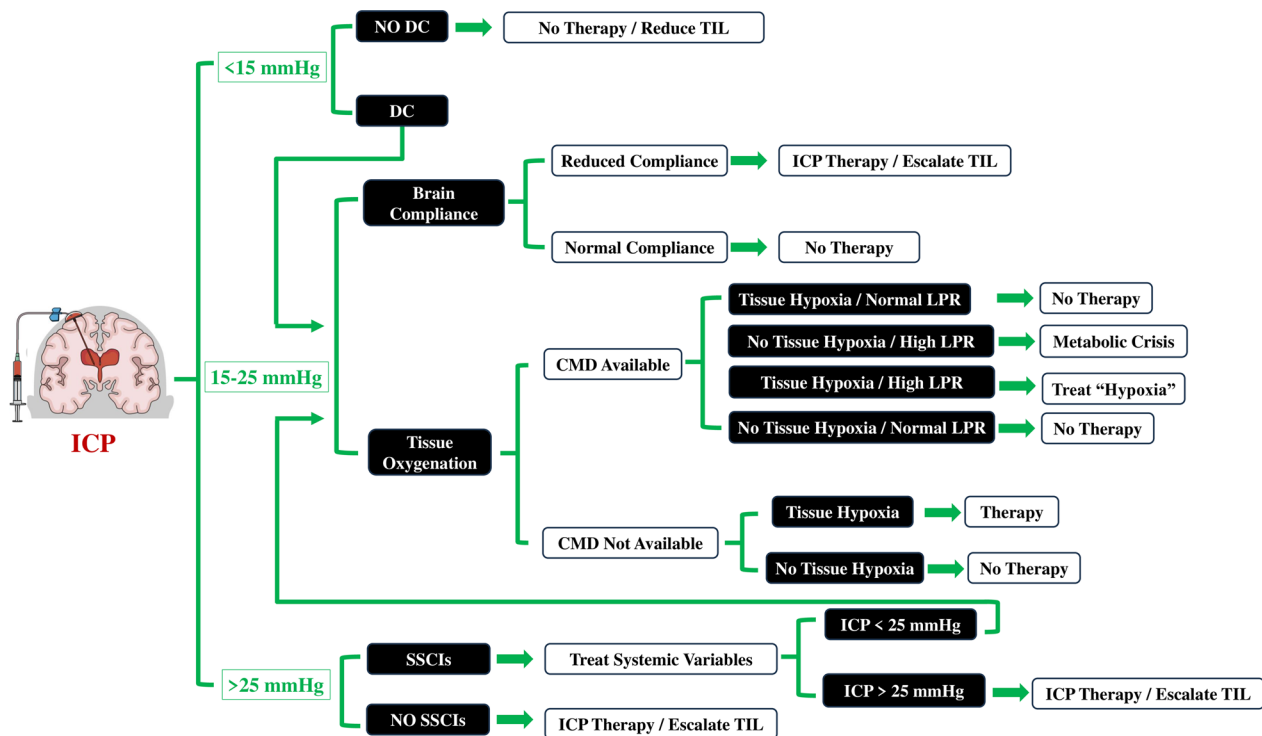 NO DC
No Therapy / Reduce TIL
<15 mmHg
DC
Reduced Compliance
ICP Therapy / Escalate TIL
Brain
Compliance
Normal Compliance
No Therapy
Tissue Hypoxia / Normal LPR
No Therapy
No Tissue Hypoxia / High LPR
Metabolic Crisis
CMD Available
15-25 mmHg
Tissue Hypoxia / High LPR
Treat “Hypoxia”
No Tissue Hypoxia / Normal LPR
No Therapy
ICP
Tissue
Oxygenation
Tissue Hypoxia
Therapy
CMD Not Available
No Tissue Hypoxia
No Therapy
ICP < 25 mmHg
SSCIs
Treat Systemic Variables
>25 mmHg
ICP > 25 mmHg
ICP Therapy / Escalate TIL
NO SSCIs
ICP Therapy / Escalate TIL